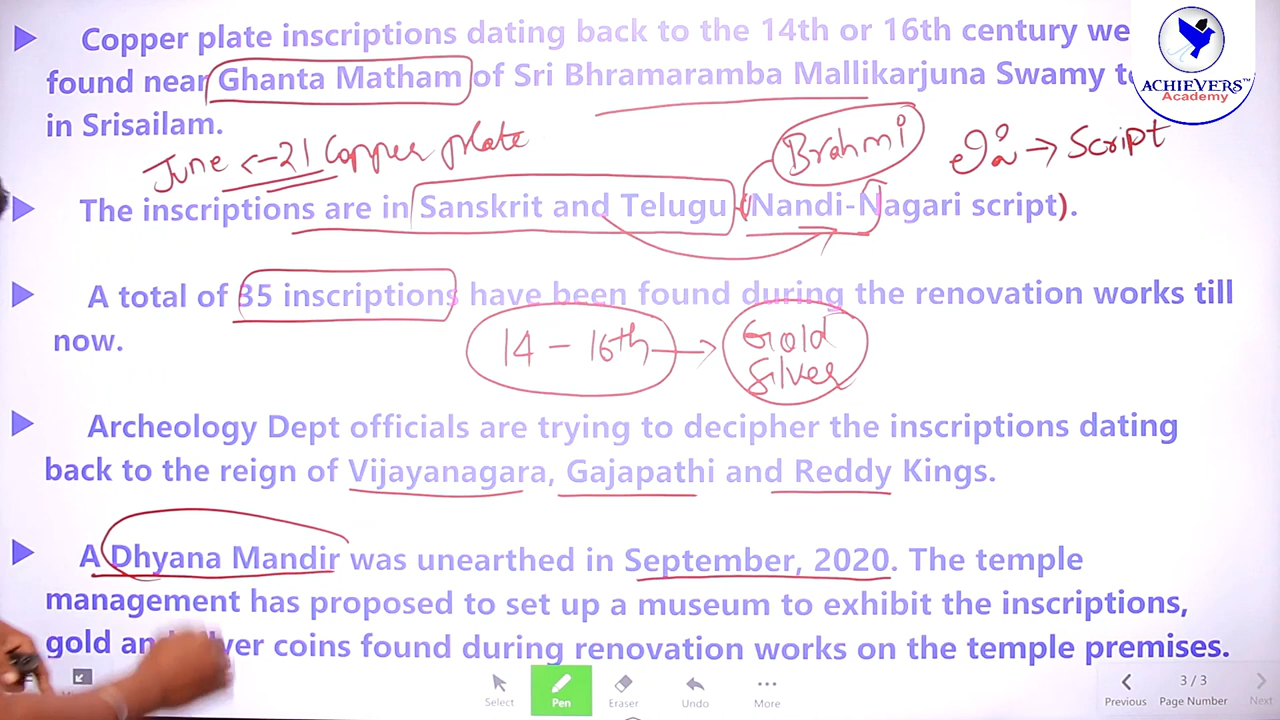 Copper plate inscriptions dating back to the 14th or 16th century we
ACHIEVERS™
Academy
found near Ghanta Matham of Sri Bhramaramba Mallikarjuna Swamy
in Srisailam.
June <-21 Copper plate
Brahmi
→ Script
The inscriptions are in Sanskrit and Telugu (Nandi-Nagari script).
A total of 35 inscriptions have been found during the renovation works till
now.
14 - 16th → Gold
Silver
Archeology Dept officials are trying to decipher the inscriptions dating
back to the reign of Vijayanagara, Gajapathi and Reddy Kings.
A Dhyana Mandir was unearthed in September, 2020. The temple
management has proposed to set up a museum to exhibit the inscriptions,
gold and silver coins found during renovation works on the temple premises.
Select
Pen
Eraser
Undo
More
Previous
3 / 3
Page Number
Next